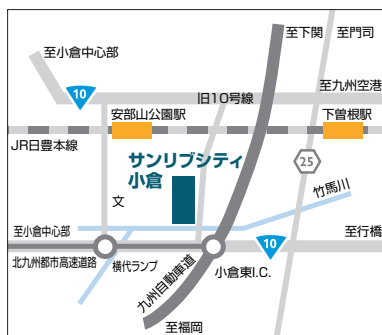 至下関
至門司
至小倉中心部
10
旧10号線
至九州空港
安部山公園駅
下曽根駅
JR日豊本線
サンリブシティ
小倉
25
文
竹馬川
至小倉中心部
至行橋
北九州都市高速道路
横代ランプ
九州自動車道
小倉東I.C.
10
至福岡